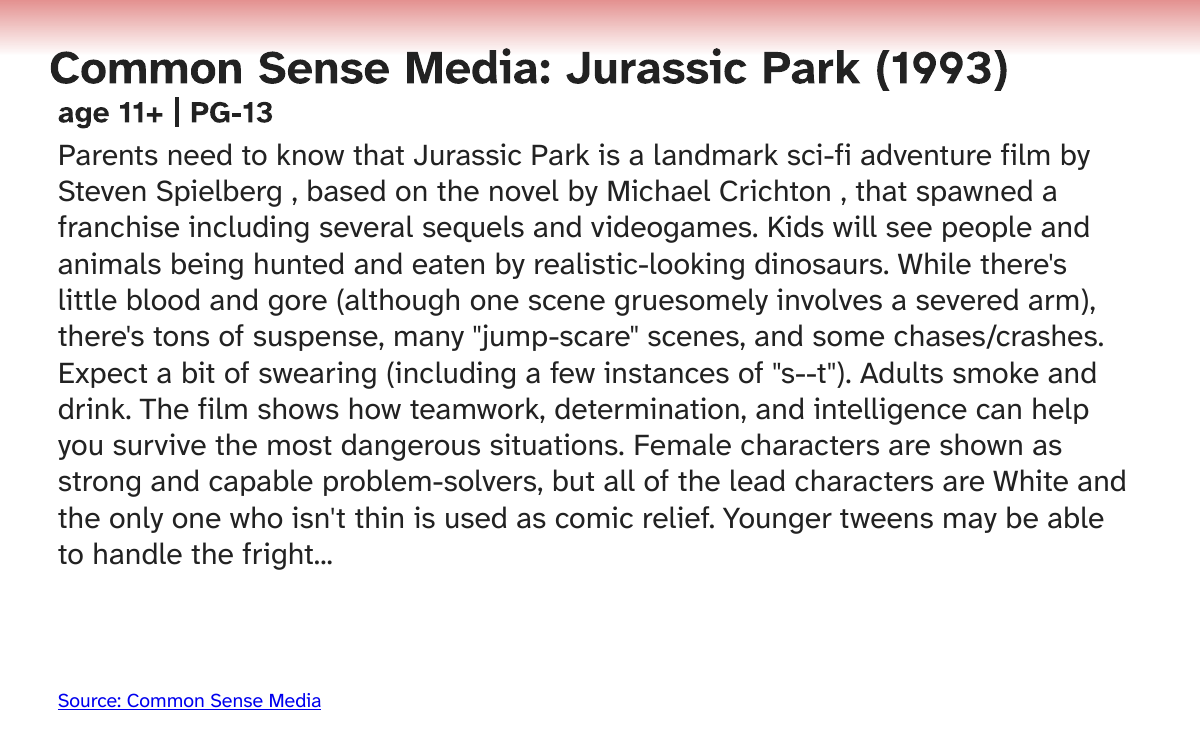 Common Sense Media: Jurassic Park (1993)
age 11+ | PG-13
Parents need to know that Jurassic Park is a landmark sci-fi adventure film by
Steven Spielberg , based on the novel by Michael Crichton , that spawned a
franchise including several sequels and videogames. Kids will see people and
animals being hunted and eaten by realistic-looking dinosaurs. While there's
little blood and gore (although one scene gruesomely involves a severed arm),
there's tons of suspense, many "jump-scare" scenes, and some chases/crashes.
Expect a bit of swearing (including a few instances of "s--t"). Adults smoke and
drink. The film shows how teamwork, determination, and intelligence can help
you survive the most dangerous situations. Female characters are shown as
strong and capable problem-solvers, but all of the lead characters are White and
the only one who isn't thin is used as comic relief. Younger tweens may be able
to handle the fright...
Source: Common Sense Media